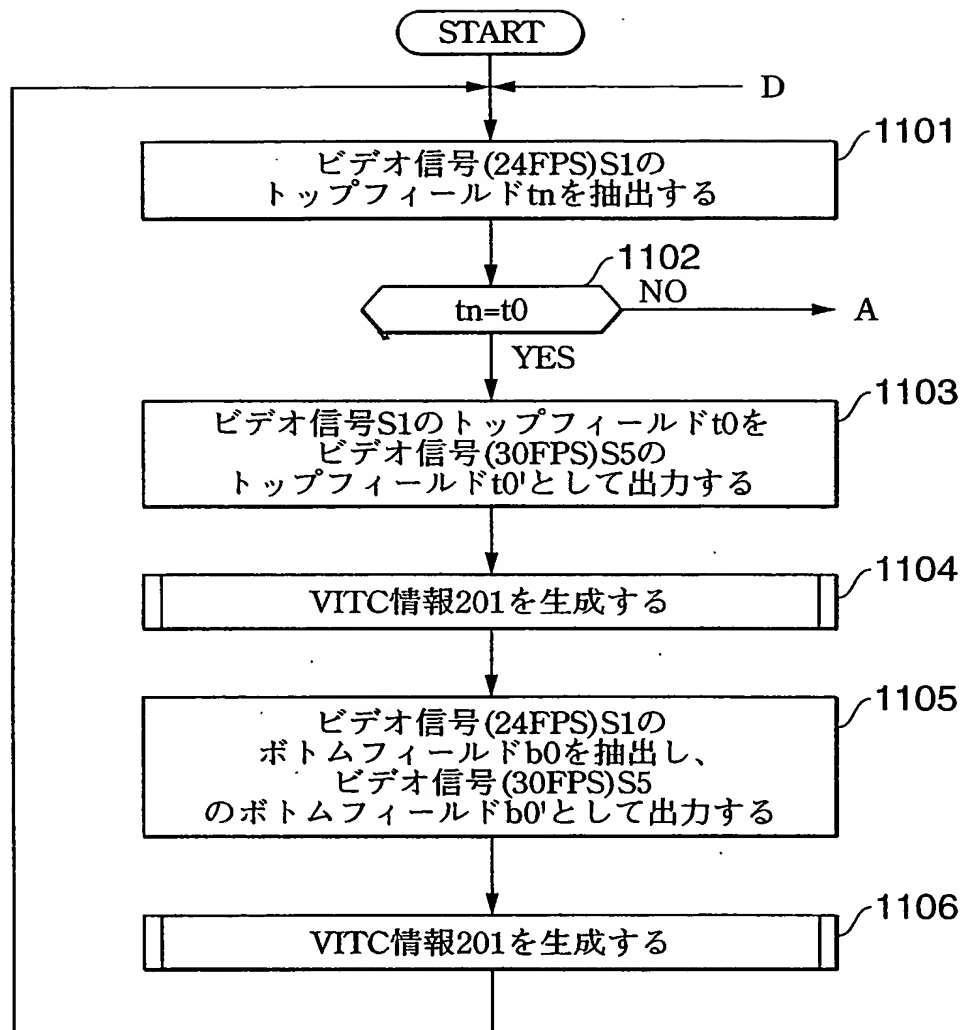 START
D
1101
ビデオ信号(24FPS)S1の
トップフィールドtnを抽出する
1102
tn=t0
NO
A
YES
1103
ビデオ信号S1のトップフィールドt0を
ビデオ信号(30FPS)S5の
トップフィールドt0'として出力する
1104
VITC情報201を生成する
1105
ビデオ信号(24FPS)S1の
ボトムフィールドb0を抽出し、
ビデオ信号(30FPS)S5
のボトムフィールドb0'として出力する
1106
VITC情報201を生成する